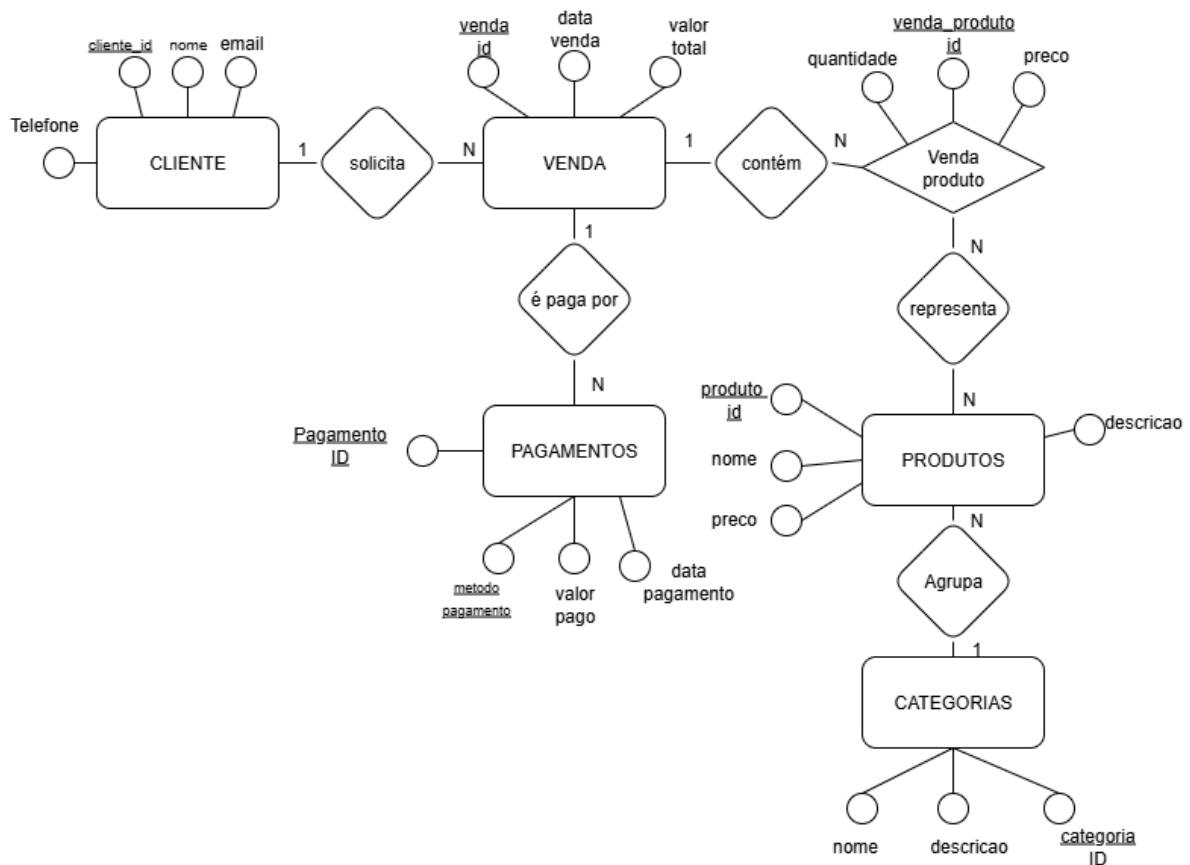 cliente_id
nome
email
Telefone
CLIENTE
1
solicita
N
venda
id
data
venda
valor
total
VENDA
1
contém
N
quantidade
venda_produto
id
preco
Venda
produto
1
é paga por
N
Pagamento
ID
PAGAMENTOS
metodo
pagamento
valor
pago
data
pagamento
N
representa
N
produto_
id
nome
preco
PRODUTOS
descricao
N
Agrupa
1
CATEGORIAS
nome
descricao
categoria
ID